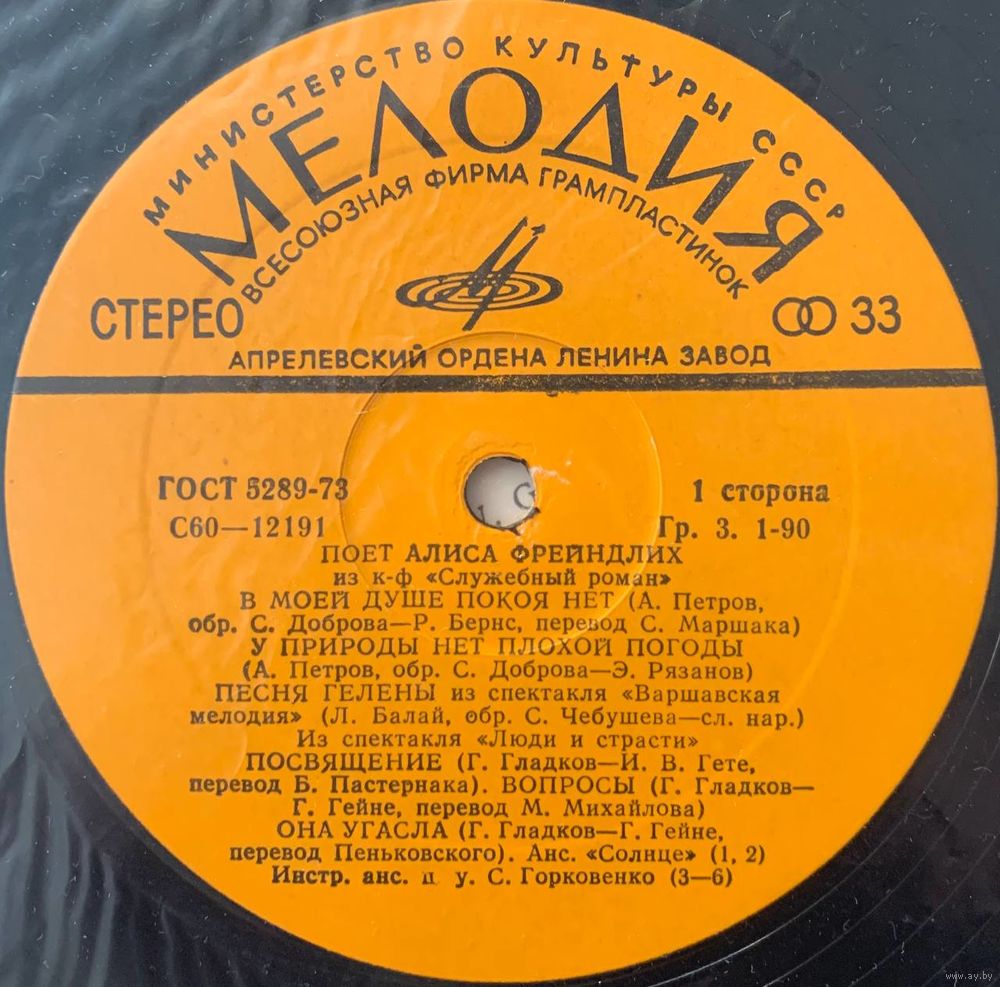 МИНИСТЕРСТВО КУЛЬТУРЫ СССР
МЕЛОДИЯ
ВСЕСОЮЗНАЯ ФИРМА ГРАМПЛАСТИНОК
СТЕРЕО
33
АПРЕЛЕВСКИЙ ОРДЕНА ЛЕНИНА ЗАВОД
ГОСТ 5289-73
1 сторона
С60—12191
Гр. 3. 1-90
ПОЕТ АЛИСА ФРЕЙНДЛИХ
из к-ф «Служебный роман»
В МОЕЙ ДУШЕ ПОКОЯ НЕТ (А. Петров,
обр. С. Доброва—Р. Бернс, перевод С. Маршака)
У ПРИРОДЫ НЕТ ПЛОХОЙ ПОГОДЫ
(А. Петров, обр. С. Доброва—Э. Рязанов)
ПЕСНЯ ГЕЛЕНЫ из спектакля «Варшавская
мелодия» (Л. Балай, обр. С. Чебушева—сл. нар.)
Из спектакля «Люди и страсти»
ПОСВЯЩЕНИЕ (Г. Гладков—И. В. Гете,
перевод Б. Пастернака). ВОПРОСЫ (Г. Гладков—
Г. Гейне, перевод М. Михайлова)
ОНА УГАСЛА (Г. Гладков—Г. Гейне,
перевод Пеньковского). Анс. «Солнце» (1, 2)
Инстр. анс. п/у. С. Горковенко (3—6)
www.ay.by